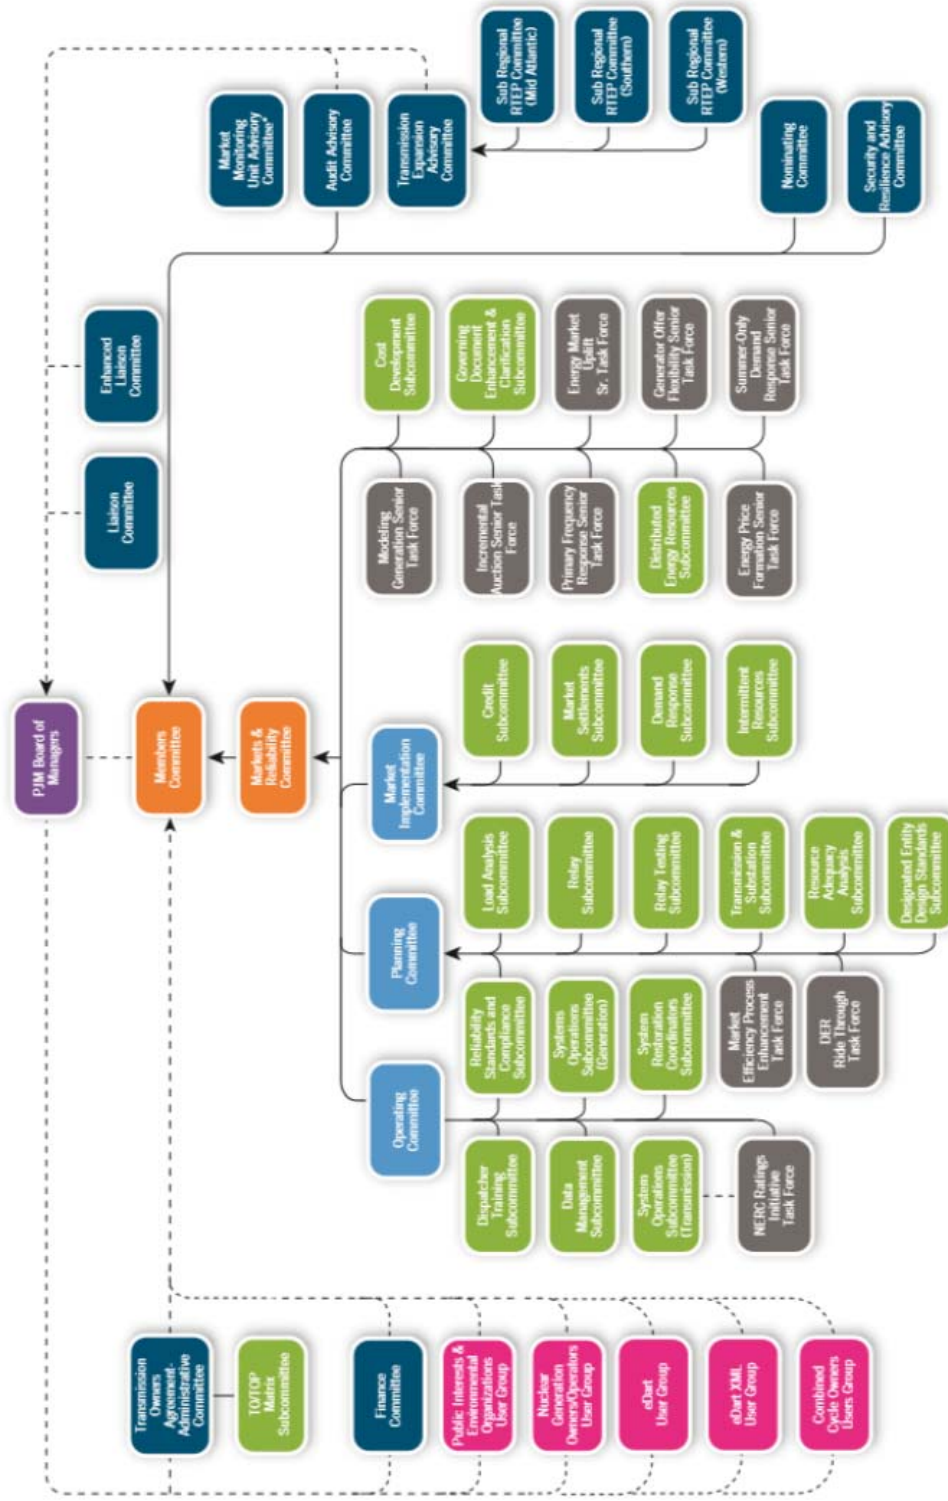 PJM Board of
Managers
Members
Committee
Markets &
Reliability
Committee
Liaison
Committee
Enhanced
Liaison
Committee
Transmission
Owners
Agreement-
Administrative
Committee
TO/TOP
Matrix
Subcommittee
Finance
Committee
Public Interests &
Environmental
Organizations
User Group
Nuclear
Generation
Owners/Operators
User Group
eDart
User Group
eDart XML
User Group
Combined
Cycle Owners
Users Group
Operating
Committee
Dispatcher
Training
Subcommittee
Reliability
Standards and
Compliance
Subcommittee
Data
Management
Subcommittee
Systems
Operations
Subcommittee
(Generation)
System
Operations
Subcommittee
(Transmission)
System
Restoration
Coordinators
Subcommittee
NERC Ratings
Initiative
Task Force
Planning
Committee
Load Analysis
Subcommittee
Relay
Subcommittee
Relay Testing
Subcommittee
Market
Efficiency Process
Enhancement
Task Force
Transmission &
Substation
Subcommittee
DER
Ride Through
Task Force
Resource
Adequacy
Analysis
Subcommittee
Designated Entity
Design Standards
Subcommittee
Market
Implementation
Committee
Credit
Subcommittee
Market
Settlements
Subcommittee
Demand
Response
Subcommittee
Intermittent
Resources
Subcommittee
Modeling
Generation Senior
Task Force
Cost
Development
Subcommittee
Incremental
Auction Senior Task
Force
Governing
Document
Enhancement &
Clarification
Subcommittee
Primary Frequency
Response Senior
Task Force
Energy Market
Uplift
Sr. Task Force
Distributed
Energy Resources
Subcommittee
Generator Offer
Flexibility Senior
Task Force
Energy Price
Formation Senior
Task Force
Summer-Only
Demand
Response Senior
Task Force
Market
Monitoring
Unit Advisory
Committee*
Audit Advisory
Committee
Transmission
Expansion
Advisory
Committee
Sub Regional
RTEP Committee
(Mid Atlantic)
Sub Regional
RTEP Committee
(Southern)
Sub Regional
RTEP Committee
(Western)
Nominating
Committee
Security and
Resilience Advisory
Committee